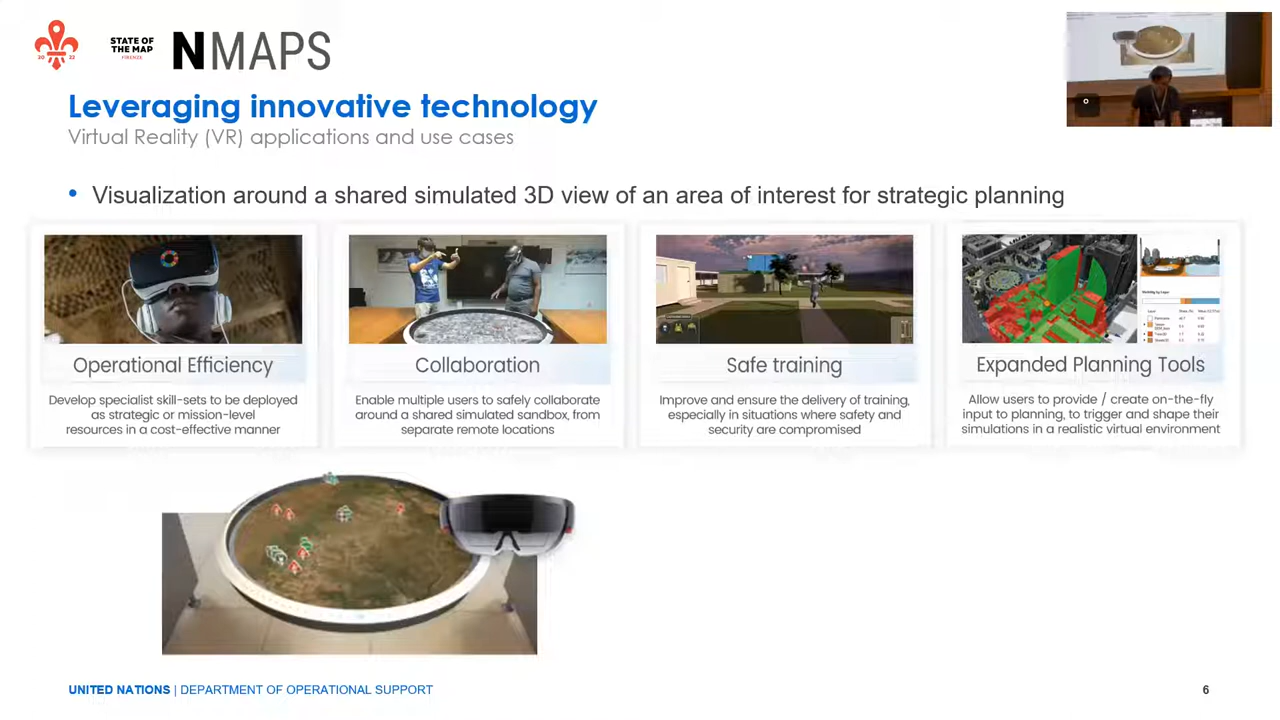 20 22
STATE OF
THE MAP
FIRENZE
NMAPS
Leveraging innovative technology
Virtual Reality (VR) applications and use cases
• Visualization around a shared simulated 3D view of an area of interest for strategic planning
Operational Efficiency
Develop specialist skill-sets to be deployed
as strategic or mission-level
resources in a cost-effective manner
Collaboration
Enable multiple users to safely collaborate
around a shared simulated sandbox, from
separate remote locations
Safe training
Improve and ensure the delivery of training,
especially in situations where safety and
security are compromised
Expanded Planning Tools
Allow users to provide / create on-the-fly
input to planning, to trigger and shape their
simulations in a realistic virtual environment
UNITED NATIONS | DEPARTMENT OF OPERATIONAL SUPPORT
6